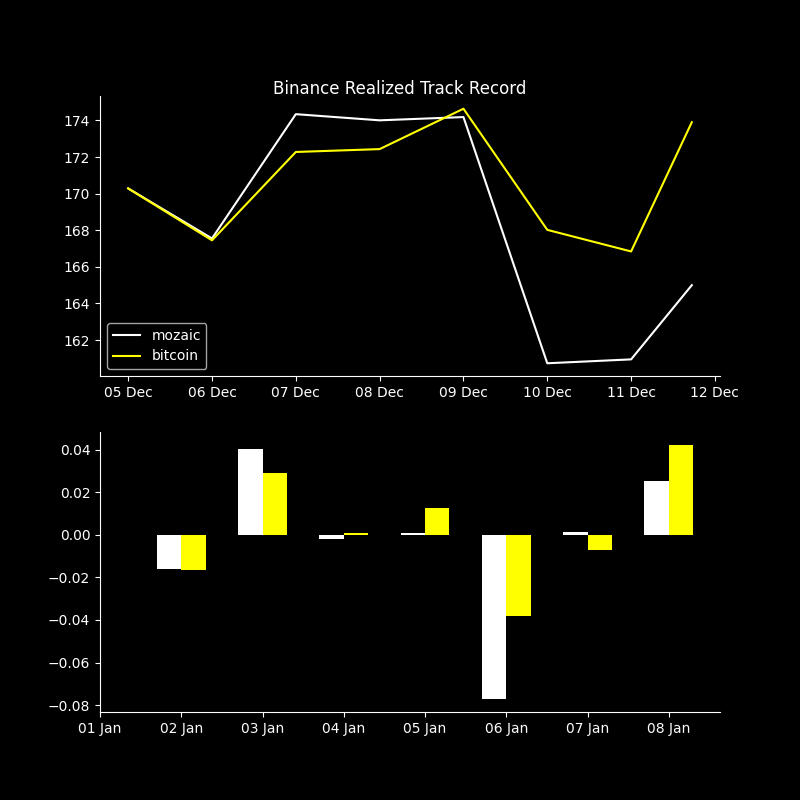 Binance Realized Track Record
174
172
170
168
166
164
162
mozaic
bitcoin
05 Dec 06 Dec 07 Dec 08 Dec 09 Dec 10 Dec 11 Dec 12 Dec
0.04
0.02
0.00
−0.02
−0.04
−0.06
−0.08
01 Jan 02 Jan 03 Jan 04 Jan 05 Jan 06 Jan 07 Jan 08 Jan